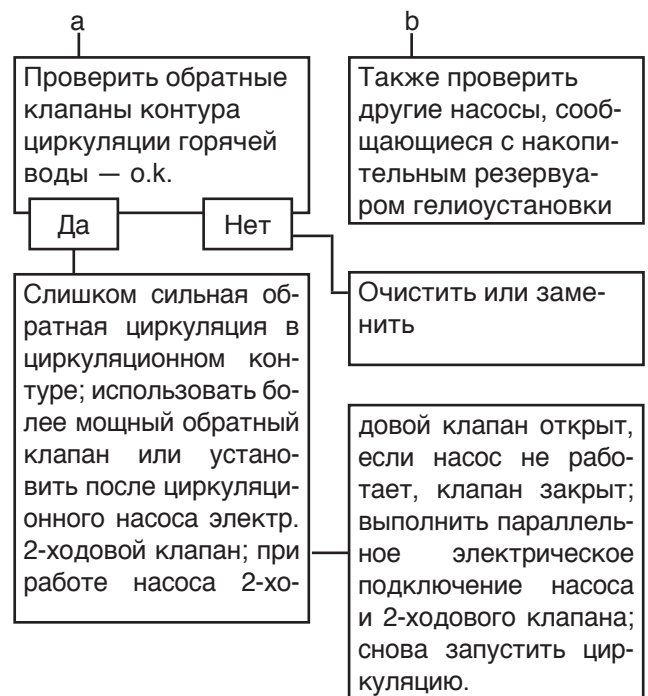 a
Проверить обратные
клапаны контура
циркуляции горячей
воды — o.k.
Да
Нет
Слишком сильная об-
ратная циркуляция в
циркуляционном кон-
туре; использовать бо-
лее мощный обратный
клапан или устано-
вить после циркуляци-
онного насоса электр.
2-ходовой клапан; при
работе насоса 2-хо-
довой клапан открыт,
если насос не рабо-
тает, клапан закрыт;
выполнить параллель-
ное электрическое
подключение насоса
и 2-ходового клапана;
снова запустить цир-
куляцию.
Очистить или заме-
нить
b
Также проверить
другие насосы, сооб-
щающиеся с накопи-
тельным резервуа-
ром гелиоустановки